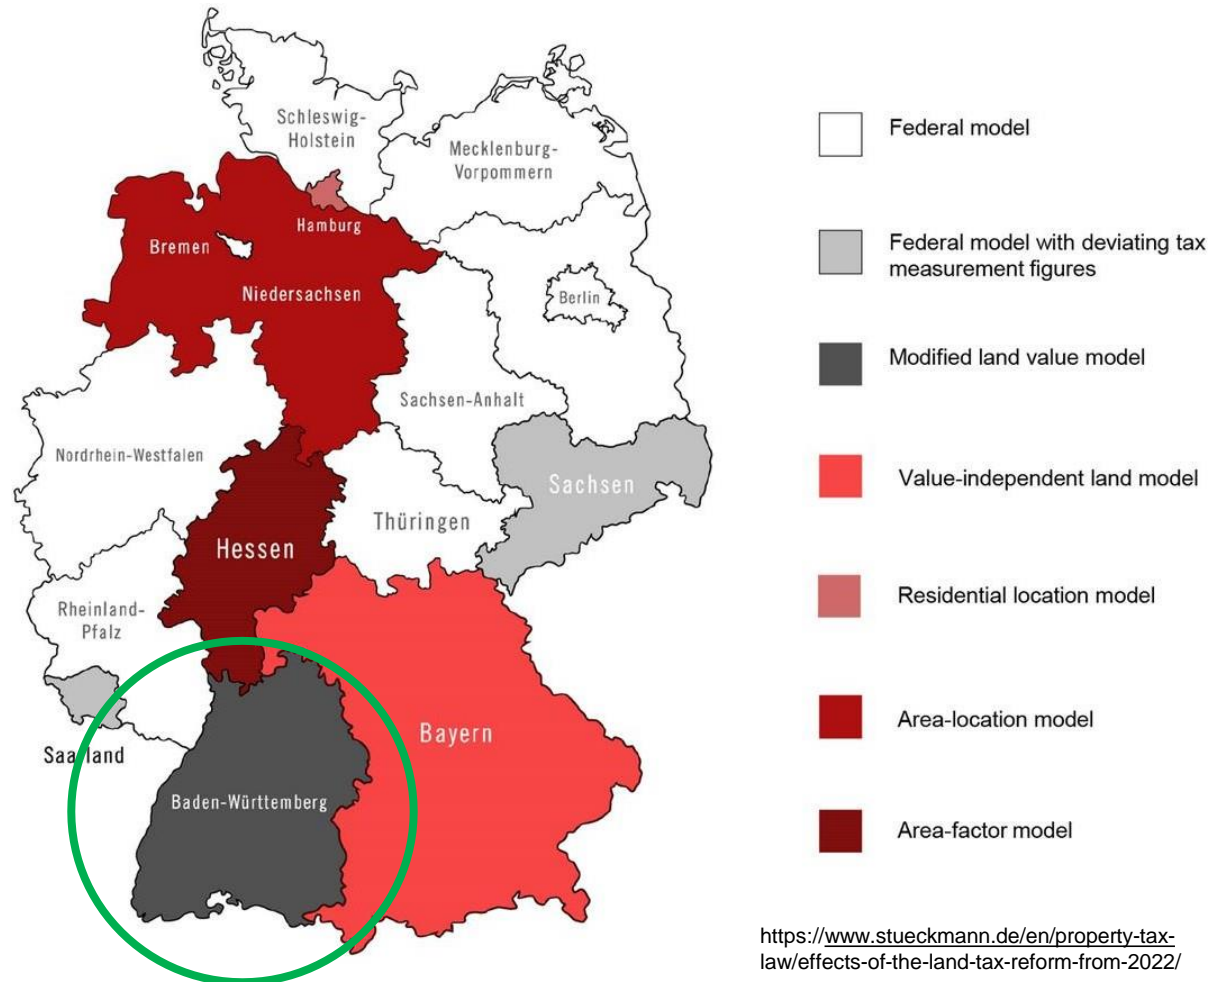 Schleswig-
Holstein
Mecklenburg-
Vorpommern
Hamburg
Bremen
Niedersachsen
Berlin
Sachsen-Anhalt
Nordrhein-Westfalen
Sachsen
Thüringen
Hessen
Rheinland-
Pfalz
Saarland
Bayern
Baden-Württemberg
Federal model
Federal model with deviating tax
measurement figures
Modified land value model
Value-independent land model
Residential location model
Area-location model
Area-factor model
https://www.stueckmann.de/en/property-tax-
law/effects-of-the-land-tax-reform-from-2022/